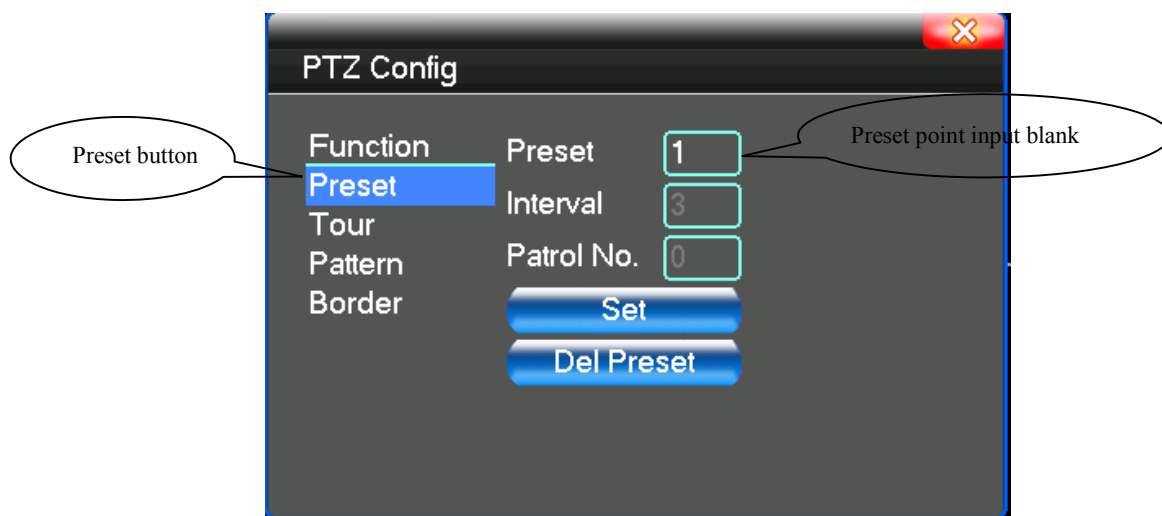 PTZ Config
Preset button
Function
Preset
Tour
Pattern
Border
Preset 1
Interval 3
Patrol No. 0
Set
Del Preset
Preset point input blank